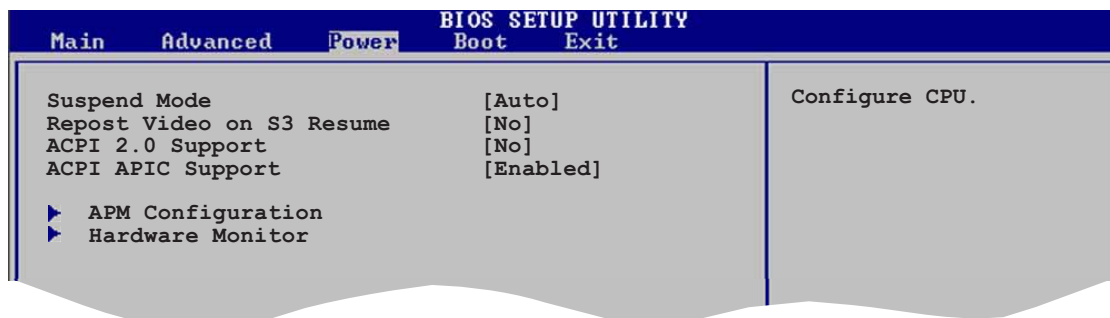 BIOS SETUP UTILITY
Main Advanced Power Boot Exit
Suspend Mode [Auto]
Repost Video on S3 Resume [No]
ACPI 2.0 Support [No]
ACPI APIC Support [Enabled]
APM Configuration
Hardware Monitor
Configure CPU.